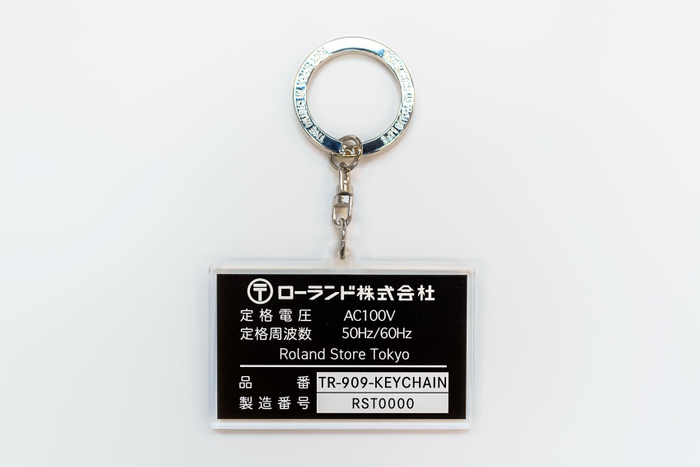 〒 ローランド株式会社
定格電圧 AC100V
定格周波数 50Hz/60Hz
Roland Store Tokyo
品番 TR-909-KEYCHAIN
製造番号 RST0000